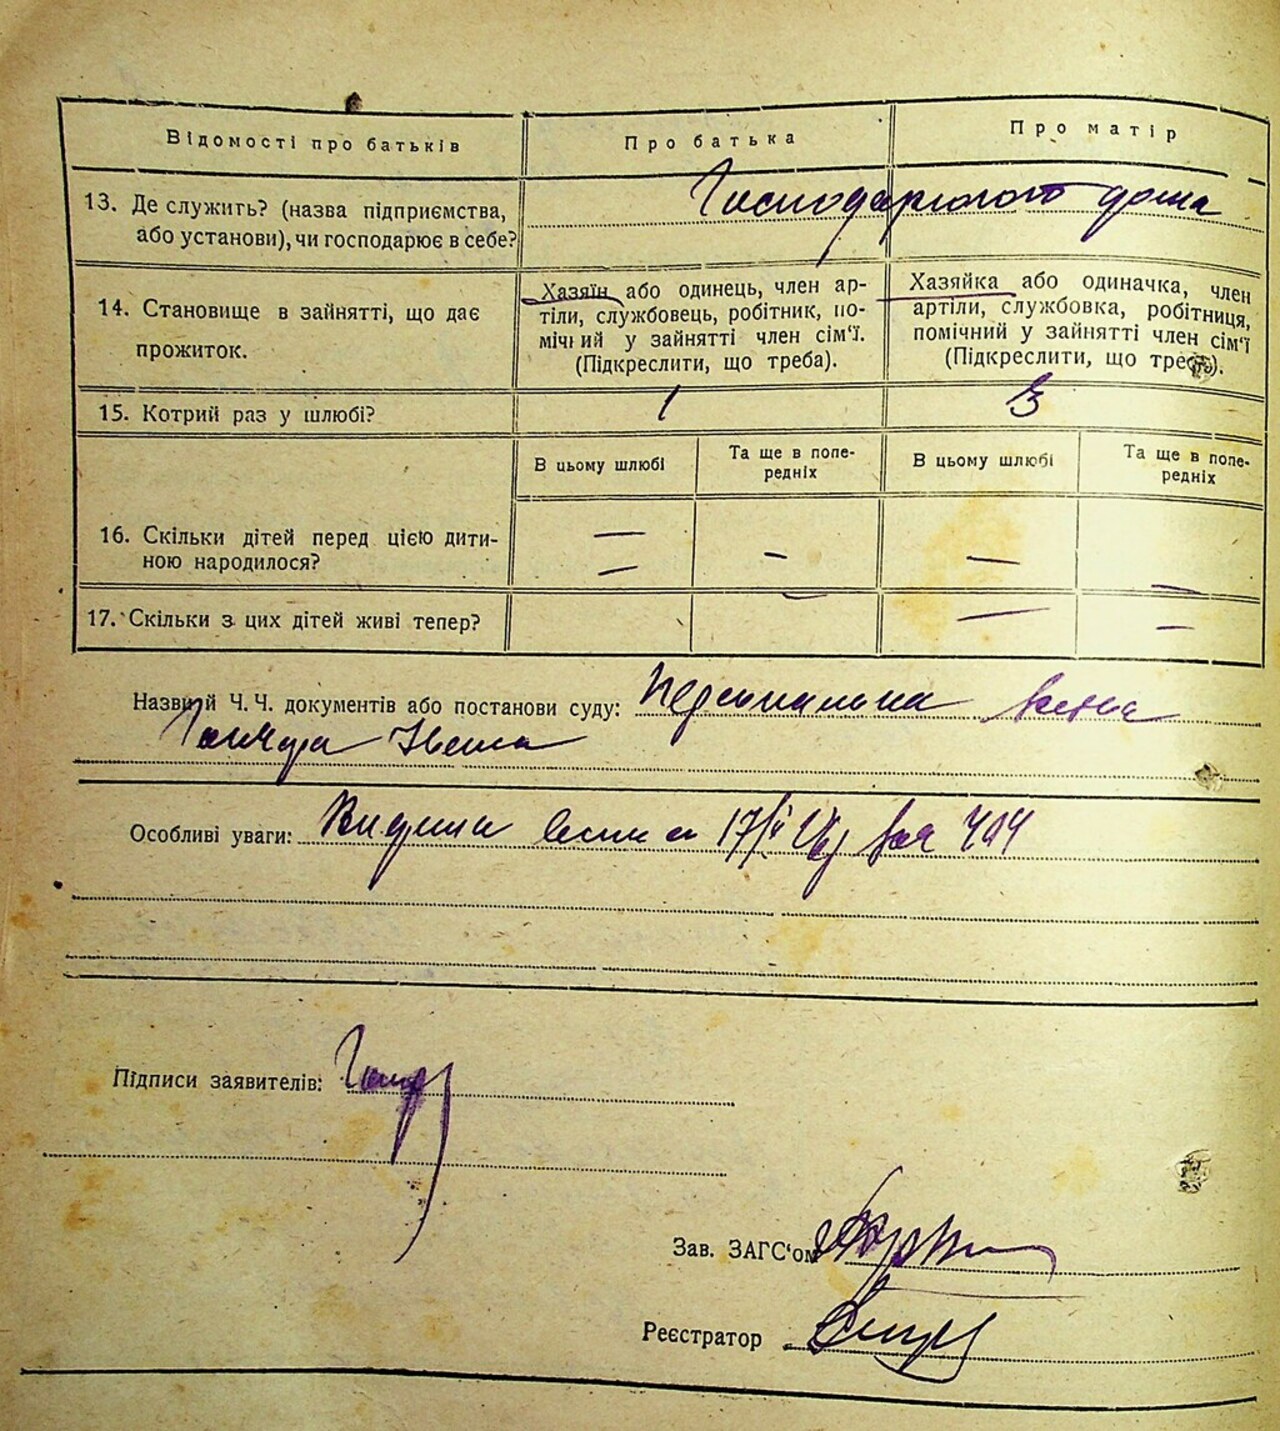 Відомості про батьків
Про батька
Про матір
13. Де служить? (назва підприємства,
або установи), чи господарює в себе?
дома
14. Становище в зайнятті, що дає
прожиток.
Хазяїн або одинець, член ар-
тіли, службовець, робітник, по-
мічний у зайнятті член сім'ї.
(Підкреслити, що треба).
Хазяйка або одиначка, член
артіли, службовка, робітниця,
помічний у зайнятті член сім'ї
(Підкреслити, що треба).
15. Котрий раз у шлюбі?
1
3
В цьому шлюбі
Та ще в попе-
редніх
В цьому шлюбі
Та ще в попе-
редніх
16. Скільки дітей перед цією дити-
ною народилося?
—
—
—
—
—
17. Скільки з цих дітей живі тепер?
—
—
—
Назви й Ч. Ч. документів або постанови суду: Персональна
Особливі уваги: 17/
Підписи заявителів:
Зав. ЗАГС'ом
Реєстратор